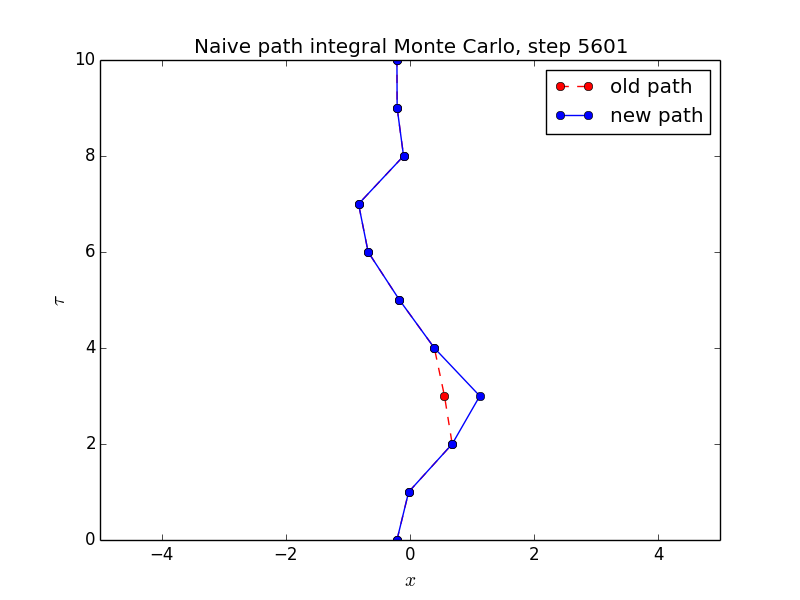 Naive path integral Monte Carlo, step 5601
old path
new path
10
8
6
4
2
0
τ
−4 −2 0 2 4
x